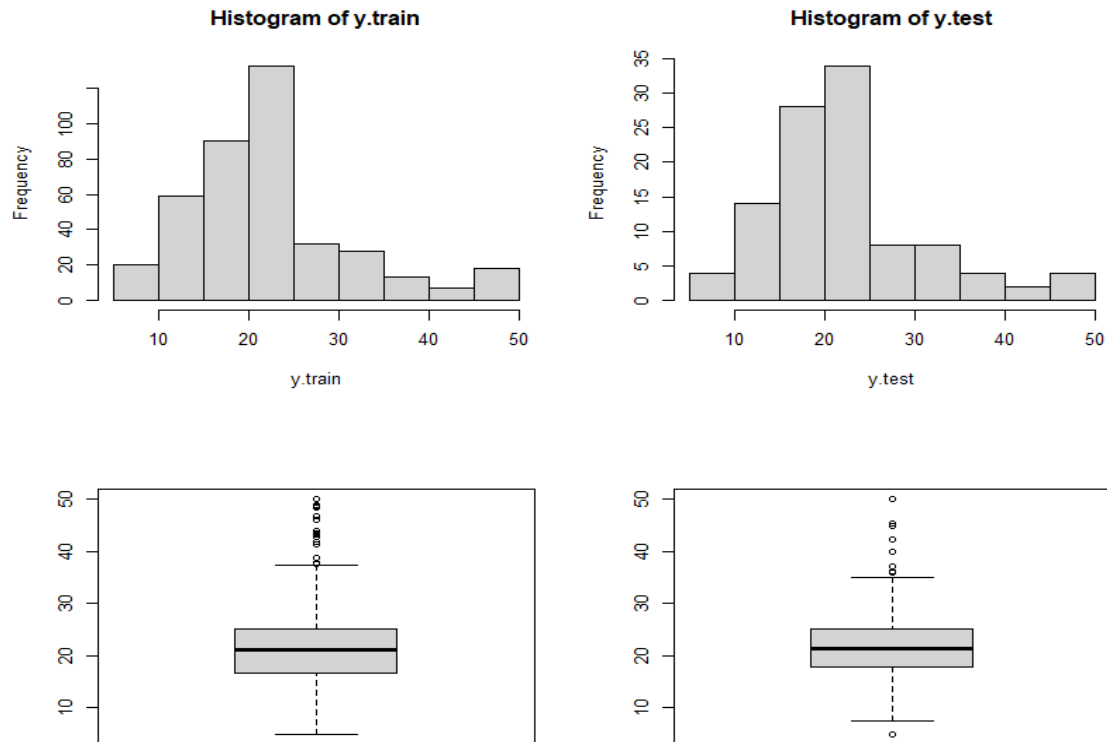 Histogram of y.train
Frequency
0 20 40 60 80 100
10 20 30 40 50
y.train
Histogram of y.test
Frequency
0 5 10 15 20 25 30 35
10 20 30 40 50
y.test
10 20 30 40 50
10 20 30 40 50